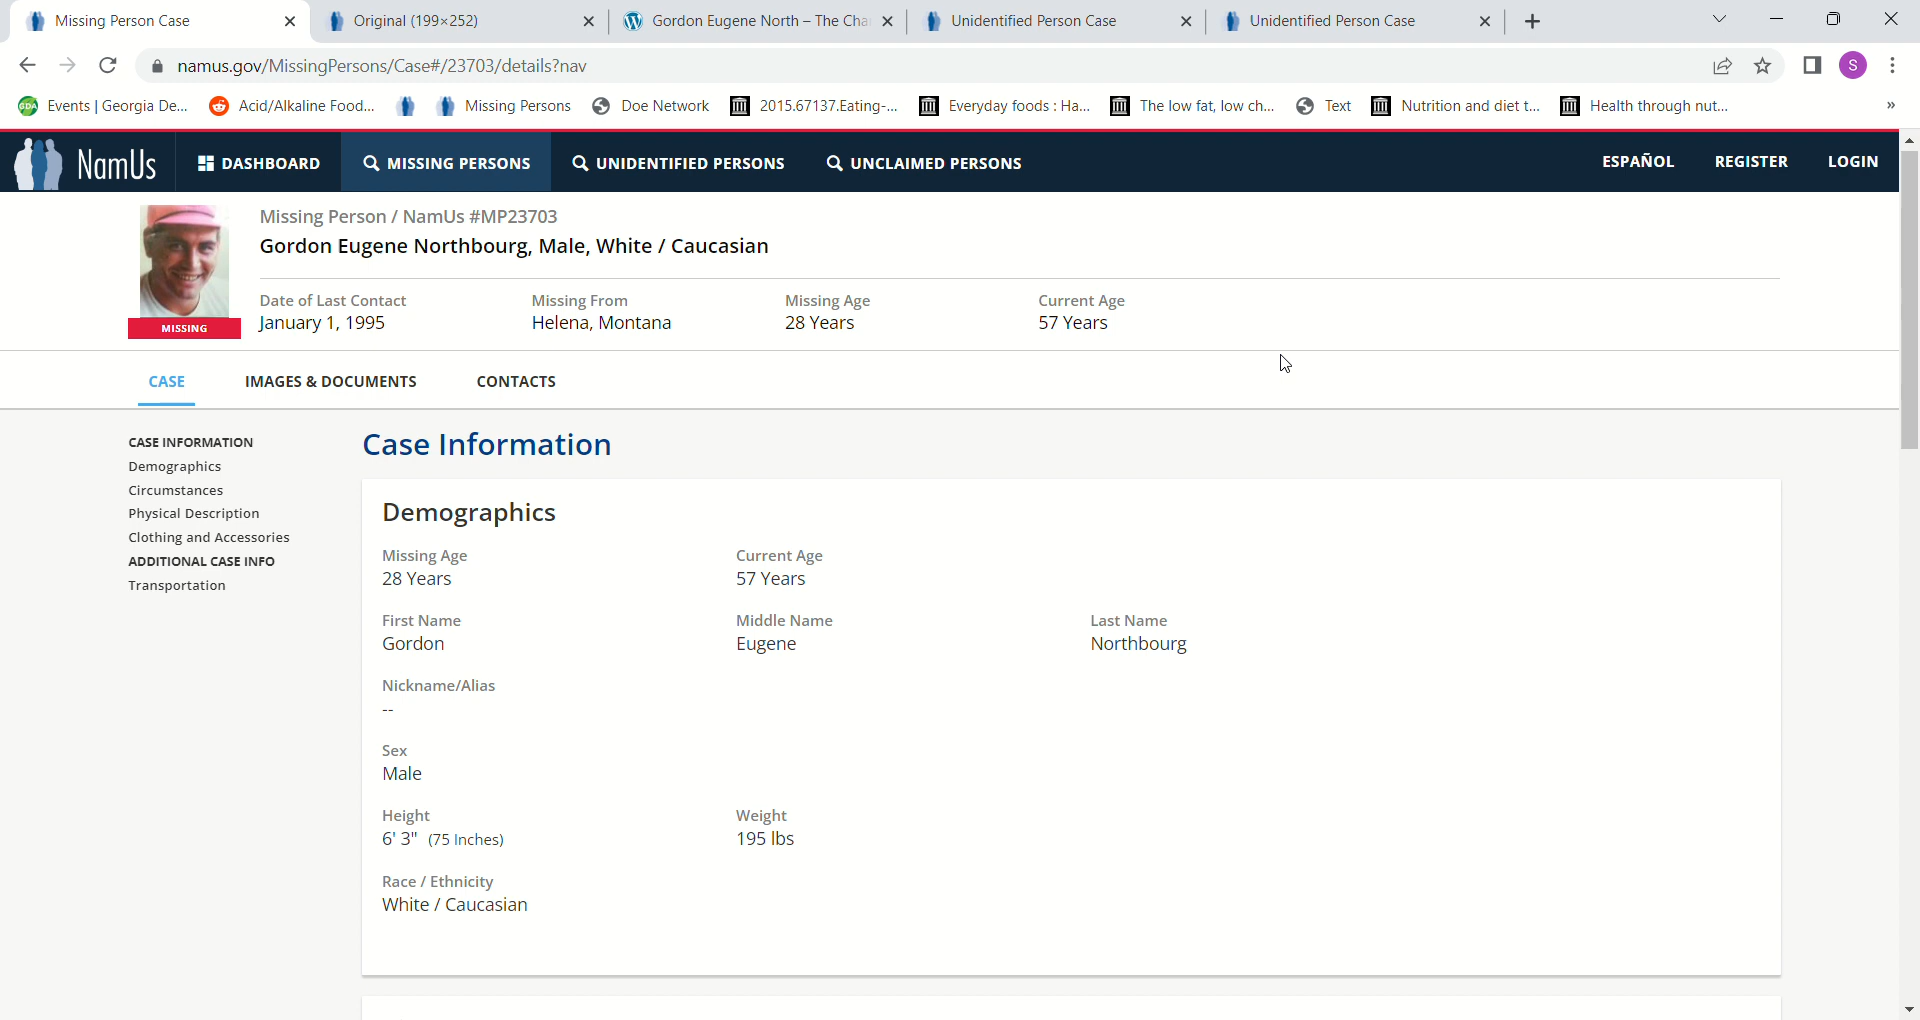 Missing Person Case
Original (199×252)
Gordon Eugene North – The Cha
Unidentified Person Case
Unidentified Person Case
namus.gov/MissingPersons/Case#/23703/details?nav
S
GDA
Events | Georgia De...
Acid/Alkaline Food...
Missing Persons
Doe Network
2015.67137.Eating-...
Everyday foods : Ha...
The low fat, low ch...
Text
Nutrition and diet t...
Health through nut...
»
NamUs
DASHBOARD
MISSING PERSONS
UNIDENTIFIED PERSONS
UNCLAIMED PERSONS
ESPAÑOL
REGISTER
LOGIN
MISSING
Missing Person / NamUs #MP23703
Gordon Eugene Northbourg, Male, White / Caucasian
Date of Last Contact
January 1, 1995
Missing From
Helena, Montana
Missing Age
28 Years
Current Age
57 Years
CASE
IMAGES & DOCUMENTS
CONTACTS
CASE INFORMATION
Demographics
Circumstances
Physical Description
Clothing and Accessories
ADDITIONAL CASE INFO
Transportation
Case Information
Demographics
Missing Age
28 Years
Current Age
57 Years
First Name
Gordon
Middle Name
Eugene
Last Name
Northbourg
Nickname/Alias
--
Sex
Male
Height
6' 3" (75 Inches)
Weight
195 lbs
Race / Ethnicity
White / Caucasian